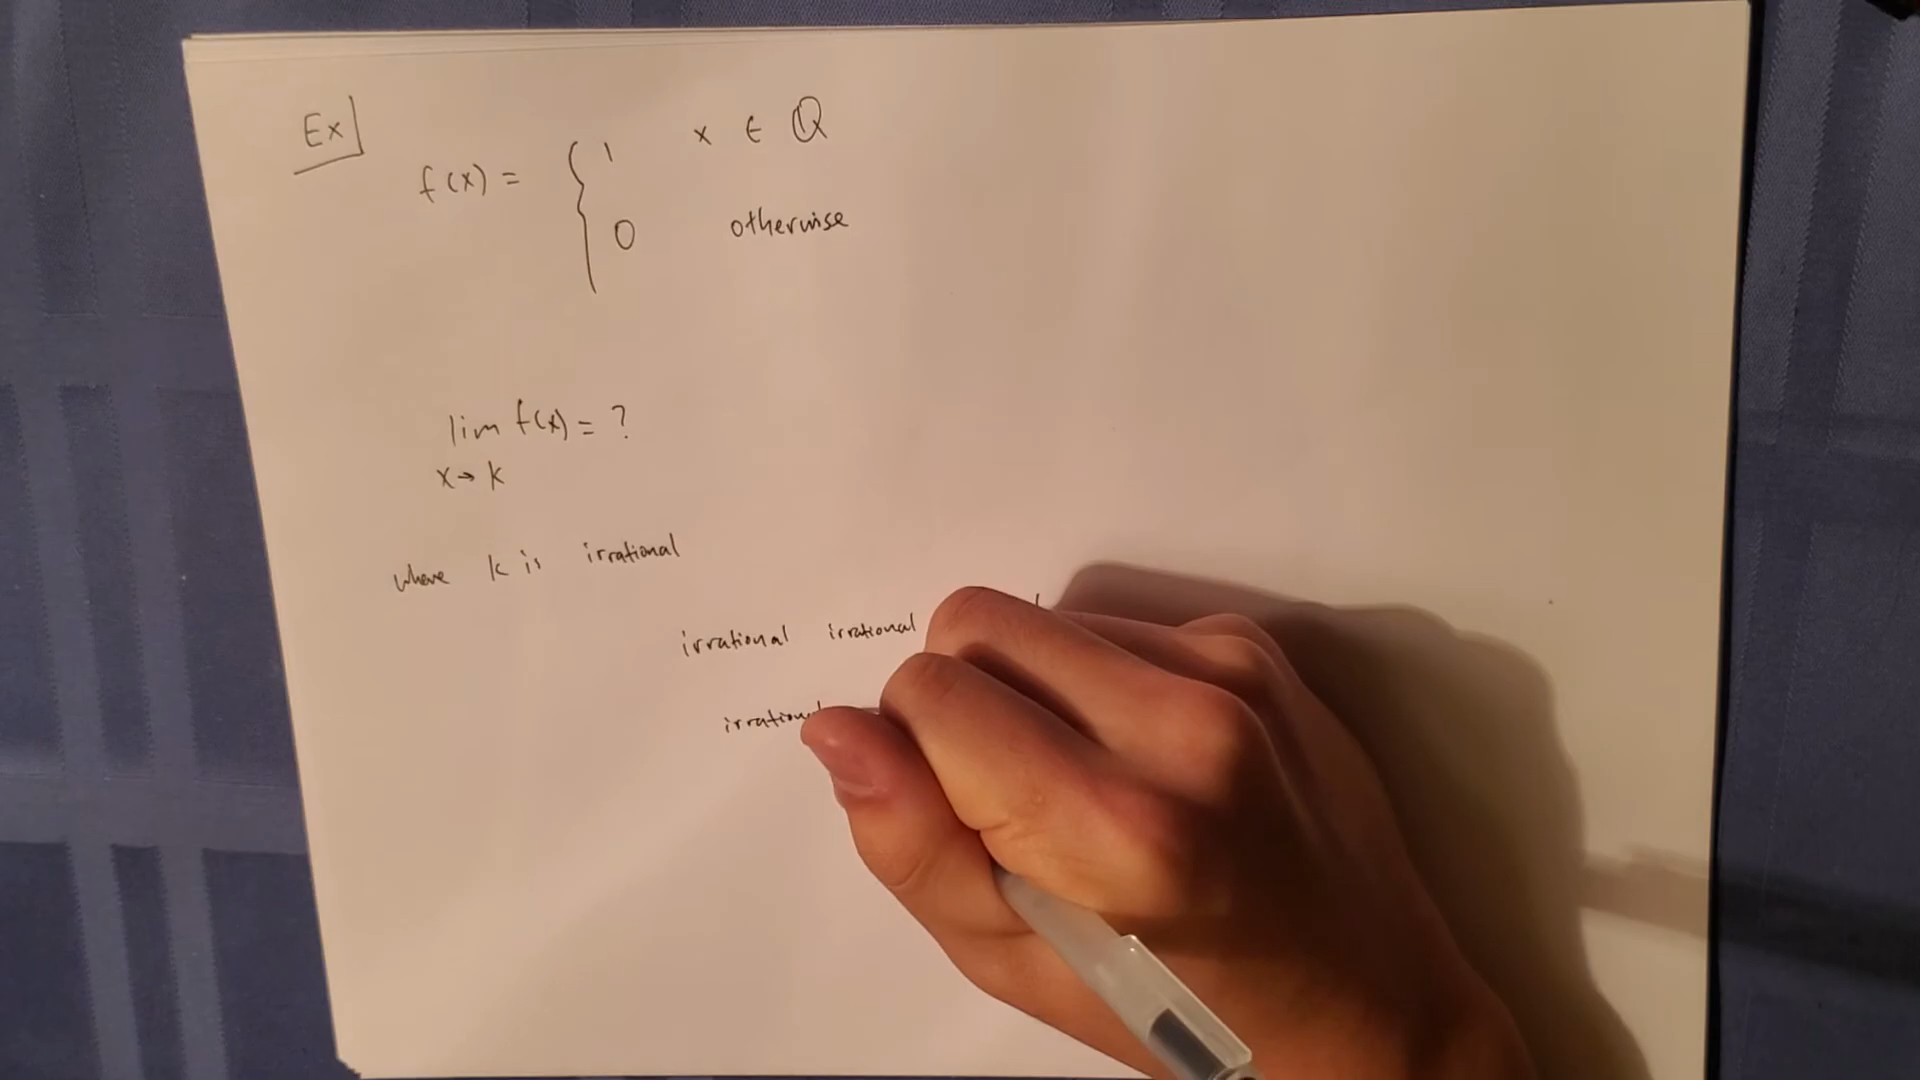 Ex
f(x) = { 1 x ∈ ℚ
0 otherwise
lim f(x) = ?
x → k
where k is irrational
irrational irrational